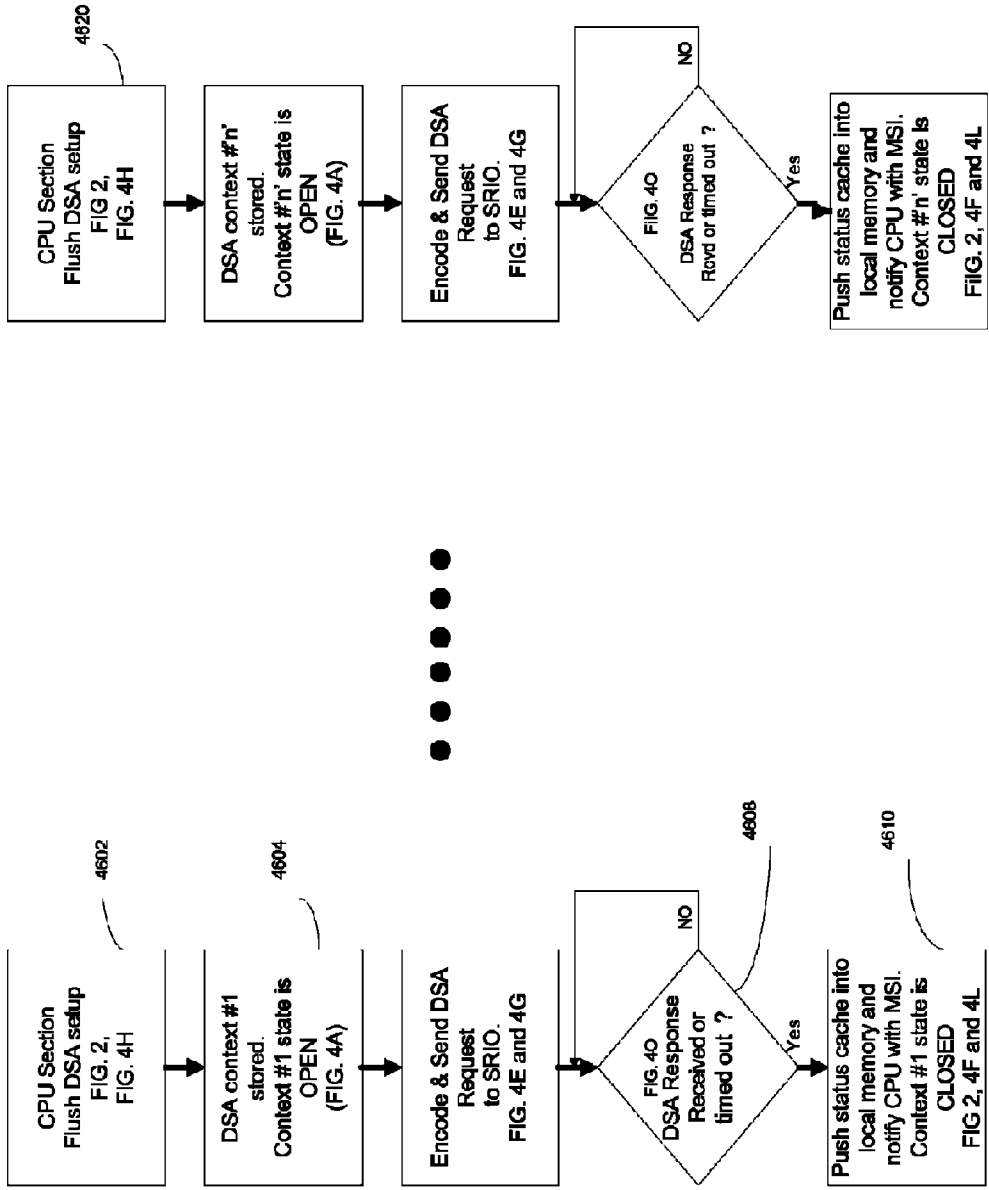 CPU Section
Flush DSA setup
FIG. 2,
FIG. 4H
4602
DSA context #1
stored.
Context #1 state is
OPEN
(FIG. 4A)
4604
Encode & Send DSA
Request
to SRIO.
FIG. 4E and 4G
FIG. 4O
DSA Response
Received or
timed out ?
NO
4608
Yes
Push status cache into
local memory and
notify CPU with MSI.
Context #1 state is
CLOSED
FIG 2, 4F and 4L
4610
CPU Section
Flush DSA setup
FIG 2,
FIG. 4H
4620
DSA context #'n'
stored.
Context #'n' state is
OPEN
(FIG. 4A)
Encode & Send DSA
Request
to SRIO.
FIG. 4E and 4G
FIG. 4O
DSA Response
Rcvd or timed out ?
NO
Yes
Push status cache into
local memory and
notify CPU with MSI.
Context #'n' state is
CLOSED
FIG. 2, 4F and 4L